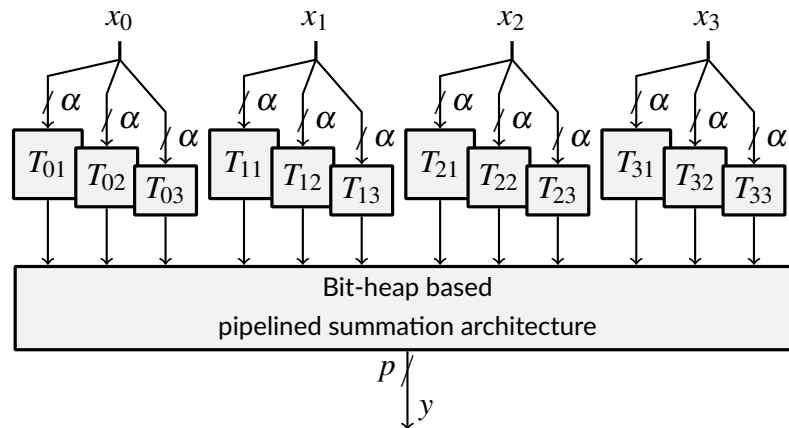 x₀ x₁ x₂ x₃
α α α α α α α α α α α α
T₀₁ T₀₂ T₀₃ T₁₁ T₁₂ T₁₃ T₂₁ T₂₂ T₂₃ T₃₁ T₃₂ T₃₃
Bit-heap based
pipelined summation architecture
p
y